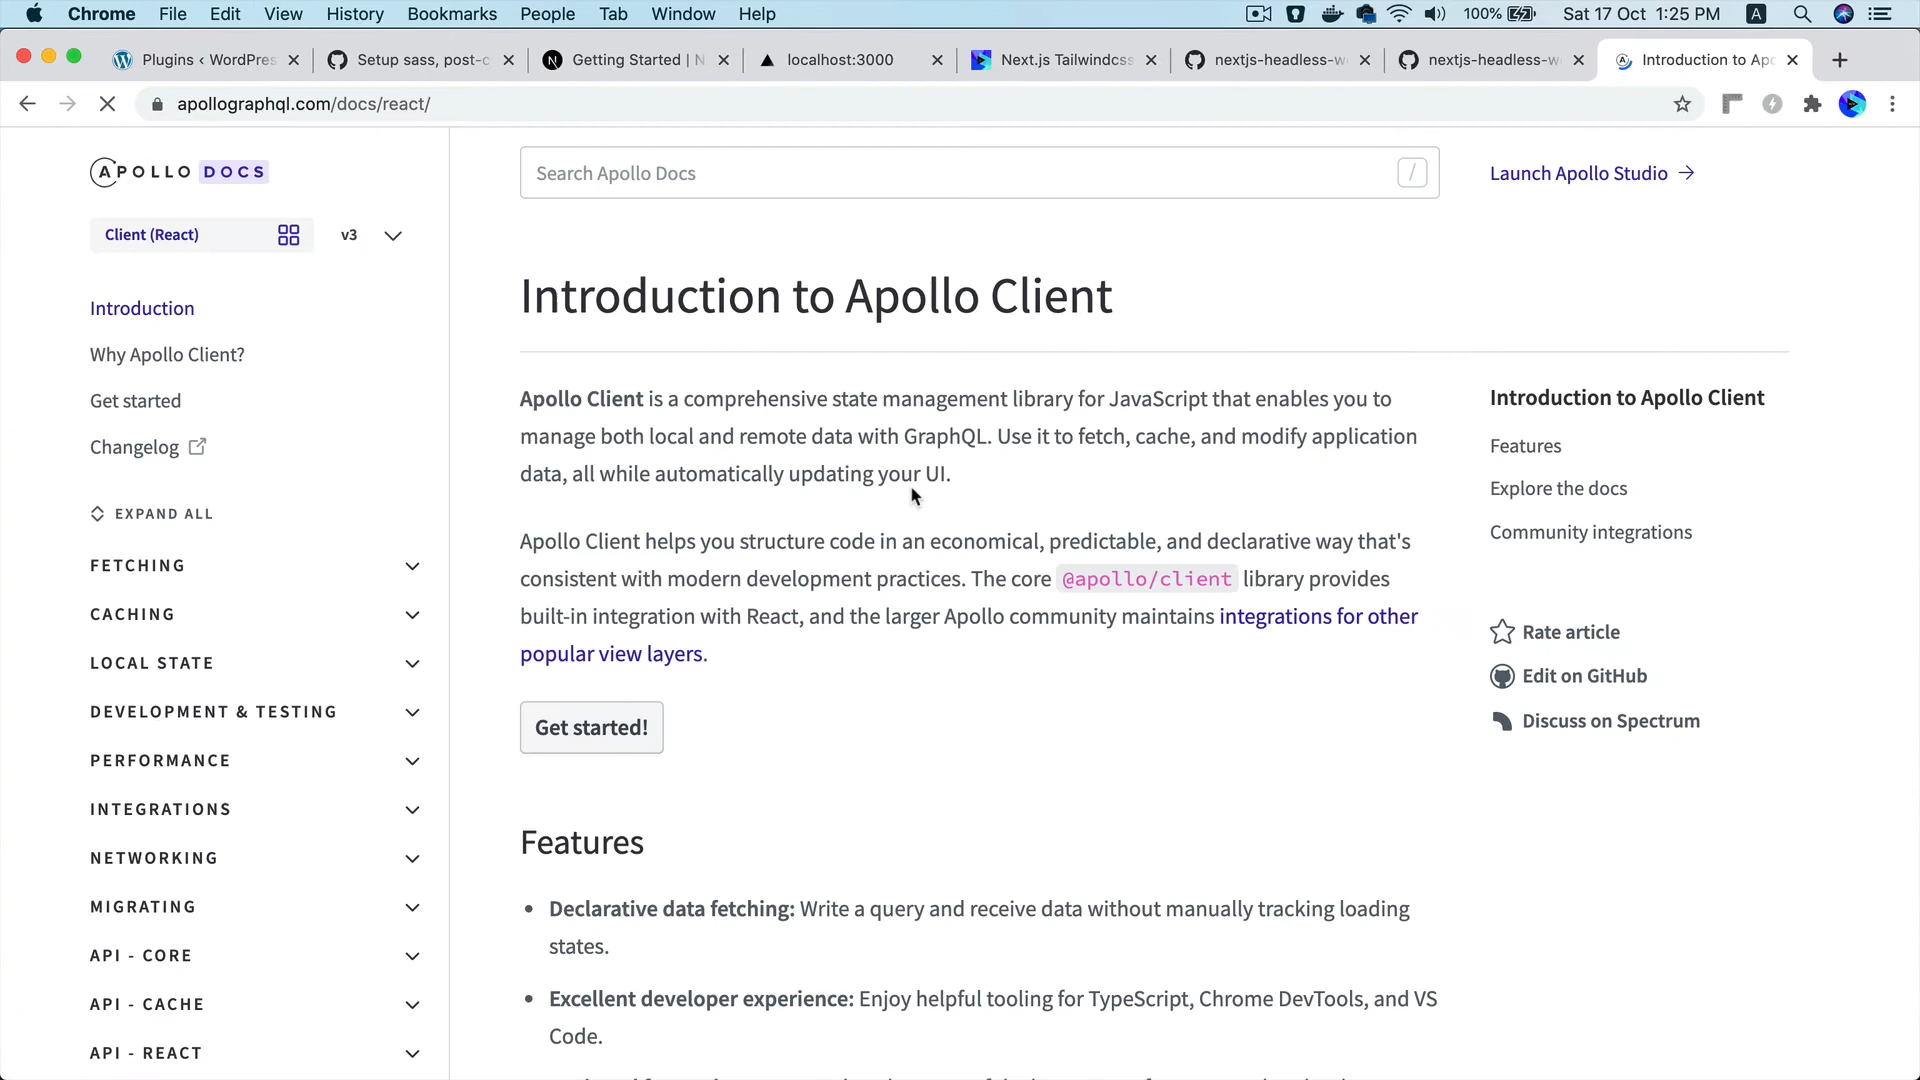 Chrome File Edit View History Bookmarks People Tab Window Help 100% Sat 17 Oct 1:25 PM A
Plugins ‹ WordPres Setup sass, post-c Getting Started | N localhost:3000 Next.js Tailwindcss nextjs-headless-w nextjs-headless-w Introduction to Apo
apollographql.com/docs/react/
APOLLO DOCS
Search Apollo Docs /
Launch Apollo Studio →
Client (React) v3
Introduction
Why Apollo Client?
Get started
Changelog
EXPAND ALL
FETCHING
CACHING
LOCAL STATE
DEVELOPMENT & TESTING
PERFORMANCE
INTEGRATIONS
NETWORKING
MIGRATING
API - CORE
API - CACHE
API - REACT
Introduction to Apollo Client
Apollo Client is a comprehensive state management library for JavaScript that enables you to
manage both local and remote data with GraphQL. Use it to fetch, cache, and modify application
data, all while automatically updating your UI.
Apollo Client helps you structure code in an economical, predictable, and declarative way that's
consistent with modern development practices. The core @apollo/client library provides
built-in integration with React, and the larger Apollo community maintains integrations for other
popular view layers.
Get started!
Features
• Declarative data fetching: Write a query and receive data without manually tracking loading
states.
• Excellent developer experience: Enjoy helpful tooling for TypeScript, Chrome DevTools, and VS
Code.
Introduction to Apollo Client
Features
Explore the docs
Community integrations
Rate article
Edit on GitHub
Discuss on Spectrum